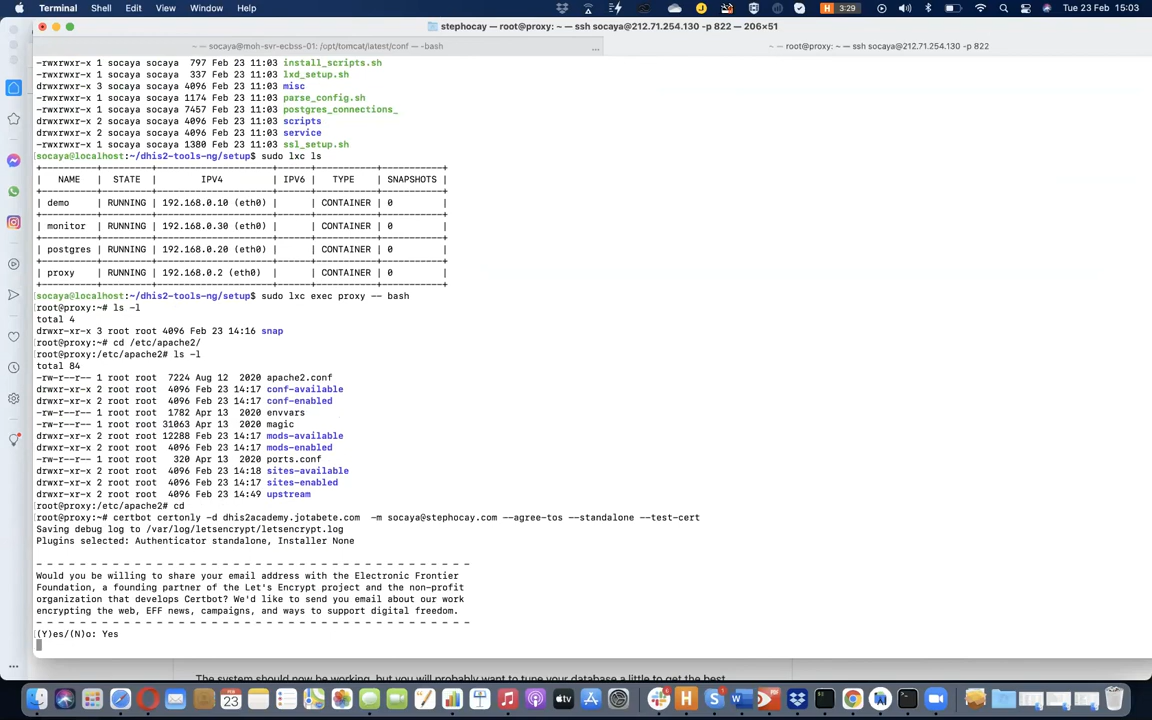 Terminal Shell Edit View Window Help H 3:29 Tue 23 Feb 15:03
stephocay — root@proxy: ~ — ssh socaya@212.71.254.130 -p 822 — 206×51
~ — socaya@moh-svr-ecbss-01: /opt/tomcat/latest/conf — -bash ... ~ — root@proxy: ~ — ssh socaya@212.71.254.130 -p 822
-rwxrwxr-x 1 socaya socaya 797 Feb 23 11:03 install_scripts.sh
-rwxrwxr-x 1 socaya socaya 337 Feb 23 11:03 lxd_setup.sh
drwxrwxr-x 3 socaya socaya 4096 Feb 23 11:03 misc
-rwxrwxr-x 1 socaya socaya 1174 Feb 23 11:03 parse_config.sh
-rwxrwxr-x 1 socaya socaya 7457 Feb 23 11:03 postgres_connections_
drwxrwxr-x 2 socaya socaya 4096 Feb 23 11:03 scripts
drwxrwxr-x 2 socaya socaya 4096 Feb 23 11:03 service
-rwxrwxr-x 1 socaya socaya 1380 Feb 23 11:03 ssl_setup.sh
socaya@localhost:~/dhis2-tools-ng/setup$ sudo lxc ls
+----------+---------+---------------------+------+-----------+-----------+
| NAME | STATE | IPV4 | IPV6 | TYPE | SNAPSHOTS |
+----------+---------+---------------------+------+-----------+-----------+
| demo | RUNNING | 192.168.0.10 (eth0) | | CONTAINER | 0 |
+----------+---------+---------------------+------+-----------+-----------+
| monitor | RUNNING | 192.168.0.30 (eth0) | | CONTAINER | 0 |
+----------+---------+---------------------+------+-----------+-----------+
| postgres | RUNNING | 192.168.0.20 (eth0) | | CONTAINER | 0 |
+----------+---------+---------------------+------+-----------+-----------+
| proxy | RUNNING | 192.168.0.2 (eth0) | | CONTAINER | 0 |
+----------+---------+---------------------+------+-----------+-----------+
socaya@localhost:~/dhis2-tools-ng/setup$ sudo lxc exec proxy -- bash
root@proxy:~# ls -l
total 4
drwxr-xr-x 3 root root 4096 Feb 23 14:16 snap
root@proxy:~# cd /etc/apache2/
root@proxy:/etc/apache2# ls -l
total 84
-rw-r--r-- 1 root root 7224 Aug 12 2020 apache2.conf
drwxr-xr-x 2 root root 4096 Feb 23 14:17 conf-available
drwxr-xr-x 2 root root 4096 Feb 23 14:17 conf-enabled
-rw-r--r-- 1 root root 1782 Apr 13 2020 envvars
-rw-r--r-- 1 root root 31063 Apr 13 2020 magic
drwxr-xr-x 2 root root 12288 Feb 23 14:17 mods-available
drwxr-xr-x 2 root root 4096 Feb 23 14:17 mods-enabled
-rw-r--r-- 1 root root 320 Apr 13 2020 ports.conf
drwxr-xr-x 2 root root 4096 Feb 23 14:18 sites-available
drwxr-xr-x 2 root root 4096 Feb 23 14:17 sites-enabled
drwxr-xr-x 2 root root 4096 Feb 23 14:49 upstream
root@proxy:/etc/apache2# cd
root@proxy:~# certbot certonly -d dhis2academy.jotabete.com -m socaya@stephocay.com --agree-tos --standalone --test-cert
Saving debug log to /var/log/letsencrypt/letsencrypt.log
Plugins selected: Authenticator standalone, Installer None
- - - - - - - - - - - - - - - - - - - - - - - - - - - - - - - - - - - - - - - -
Would you be willing to share your email address with the Electronic Frontier
Foundation, a founding partner of the Let's Encrypt project and the non-profit
organization that develops Certbot? We'd like to send you email about our work
encrypting the web, EFF news, campaigns, and ways to support digital freedom.
- - - - - - - - - - - - - - - - - - - - - - - - - - - - - - - - - - - - - - - -
(Y)es/(N)o: Yes
The system should now be working, but you will probably want to tune your database a little to get the best